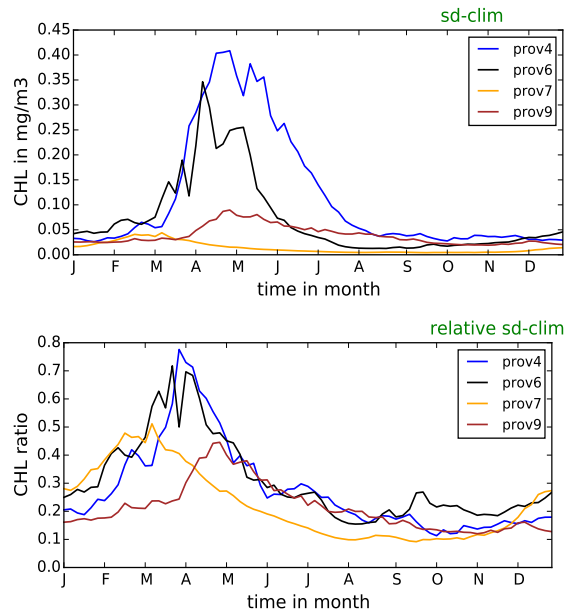 sd-clim
CHL in mg/m3
0.45
0.40
0.35
0.30
0.25
0.20
0.15
0.10
0.05
0.00
prov4
prov6
prov7
prov9
J F M A M J J A S O N D
time in month
relative sd-clim
CHL ratio
0.8
0.7
0.6
0.5
0.4
0.3
0.2
0.1
0.0
prov4
prov6
prov7
prov9
J F M A M J J A S O N D
time in month